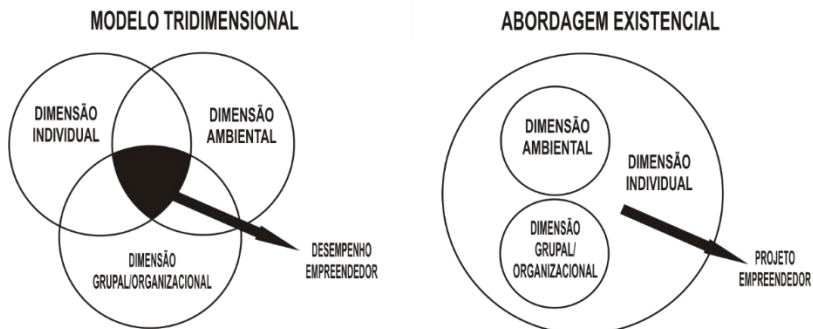 MODELO TRIDIMENSIONAL
DIMENSÃO
INDIVIDUAL
DIMENSÃO
AMBIENTAL
DIMENSÃO
GRUPAL/ORGANIZACIONAL
DESEMPENHO
EMPREENDEDOR
ABORDAGEM EXISTENCIAL
DIMENSÃO
AMBIENTAL
DIMENSÃO
INDIVIDUAL
DIMENSÃO
GRUPAL/
ORGANIZACIONAL
PROJETO
EMPREENDEDOR